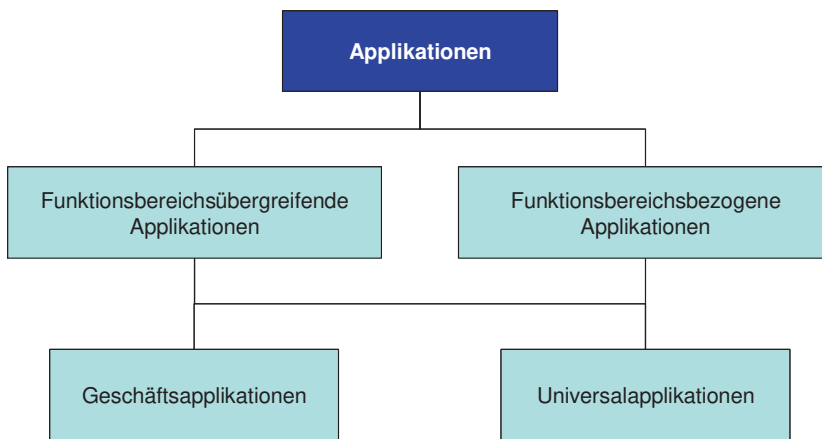 Applikationen
Funktionsbereichsübergreifende
Applikationen
Funktionsbereichsbezogene
Applikationen
Geschäftsapplikationen
Universalapplikationen